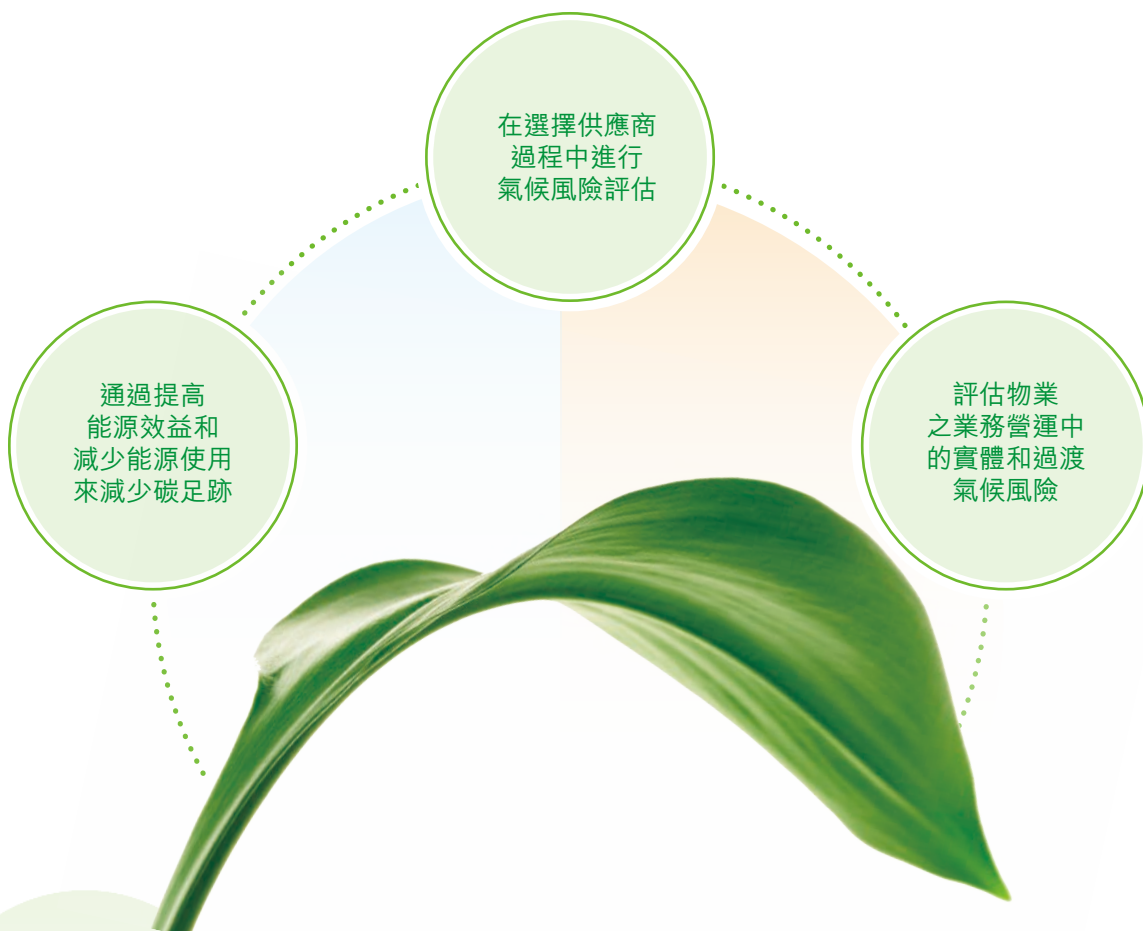 在選擇供應商
過程中進行
氣候風險評估
通過提高
能源效益和
減少能源使用
來減少碳足跡
評估物業
之業務營運中
的實體和過渡
氣候風險